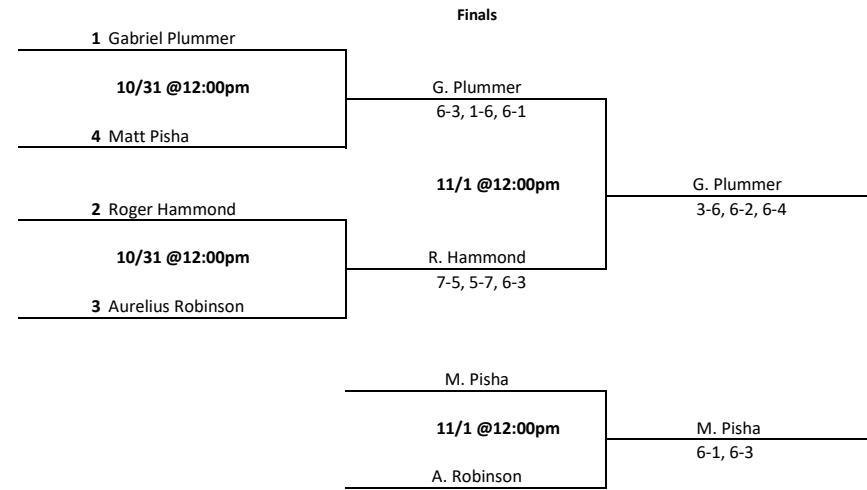 Finals
1 Gabriel Plummer
10/31 @12:00pm
G. Plummer
6-3, 1-6, 6-1
4 Matt Pisha
11/1 @12:00pm
G. Plummer
3-6, 6-2, 6-4
2 Roger Hammond
10/31 @12:00pm
R. Hammond
7-5, 5-7, 6-3
3 Aurelius Robinson
M. Pisha
11/1 @12:00pm
M. Pisha
6-1, 6-3
A. Robinson